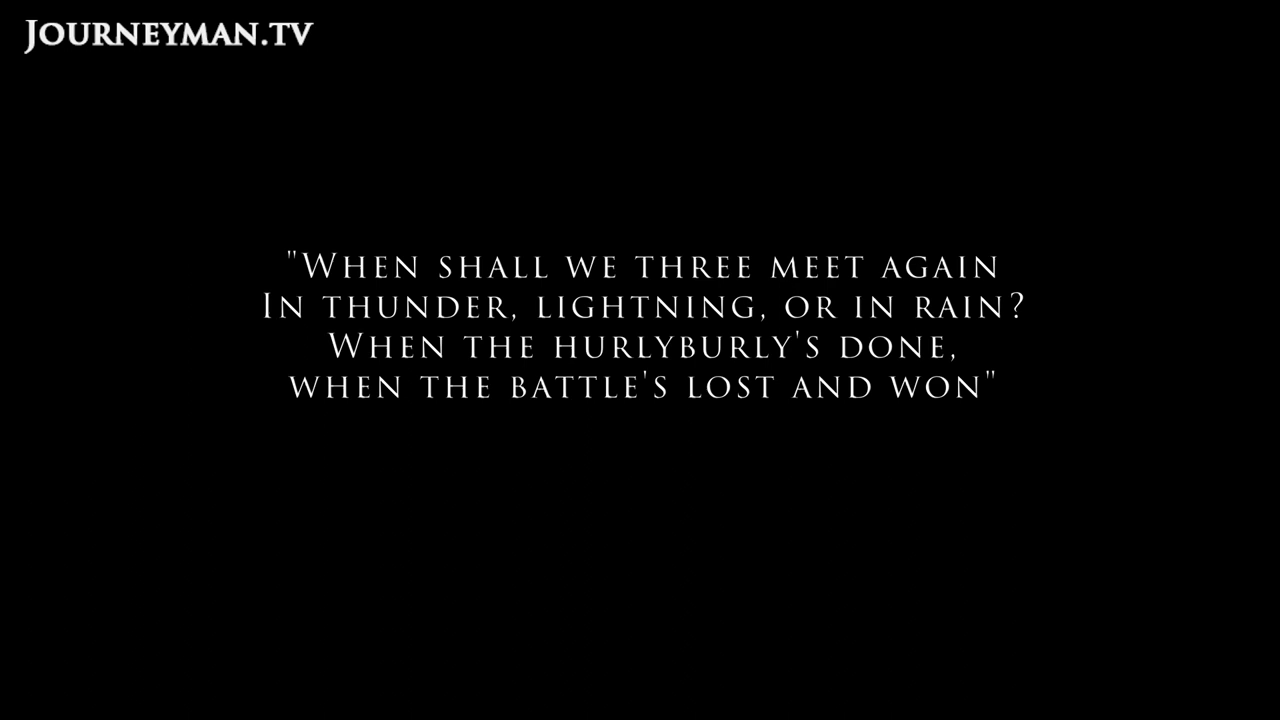 JOURNEYMAN.TV
"WHEN SHALL WE THREE MEET AGAIN
IN THUNDER, LIGHTNING, OR IN RAIN?
WHEN THE HURLYBURLY'S DONE,
WHEN THE BATTLE'S LOST AND WON"